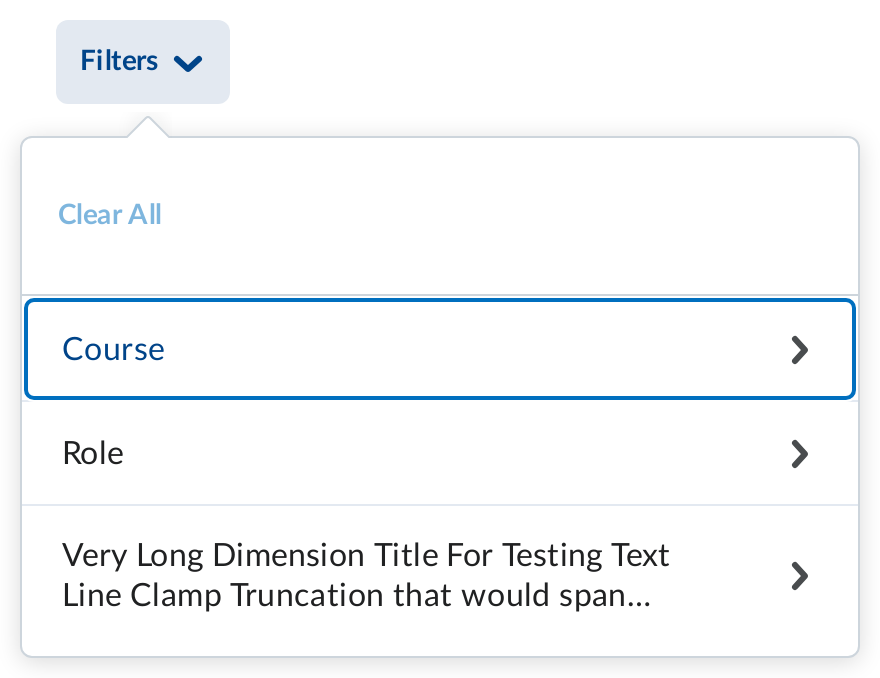 Filters
Clear All
Course
Role
Very Long Dimension Title For Testing Text
Line Clamp Truncation that would span...